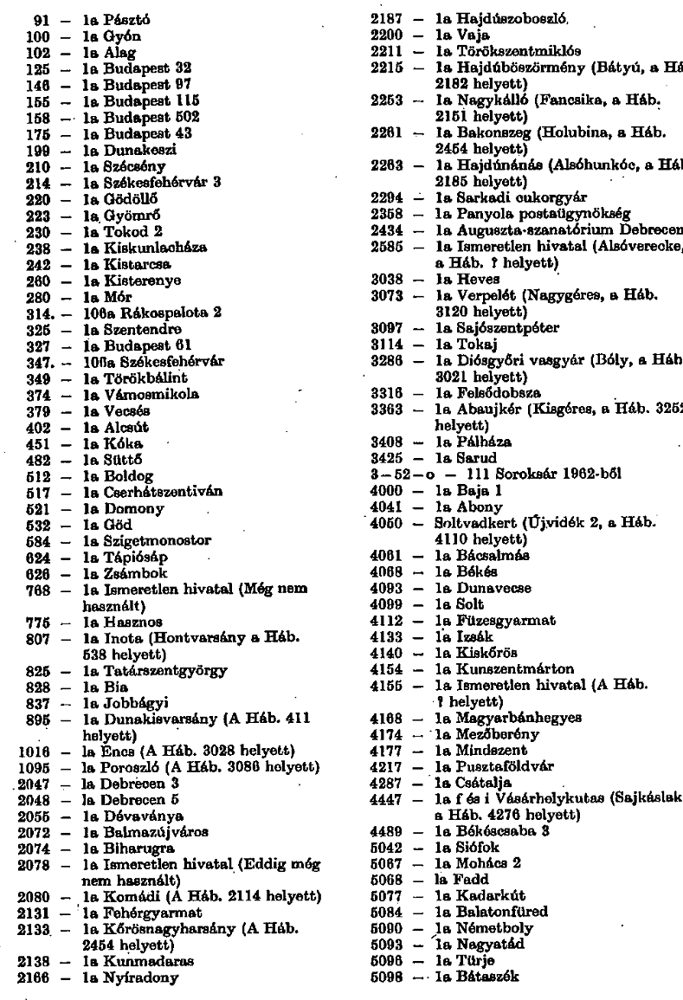 91 – 1a Pásztó
100 – 1a Gyón
102 – 1a Alag
125 – 1a Budapest 32
146 – 1a Budapest 97
155 – 1a Budapest 115
158 – 1a Budapest 502
175 – 1a Budapest 43
199 – 1a Dunakeszi
210 – 1a Szécsény
214 – 1a Székesfehérvár 3
220 – 1a Gödöllő
223 – 1a Gyömrő
230 – 1a Tokod 2
238 – 1a Kiskunlacháza
242 – 1a Kistarcsa
260 – 1a Kisterenye
280 – 1a Mór
314. – 106a Rákospalota 2
325 – 1a Szentendre
327 – 1a Budapest 61
347. – 106a Székesfehérvár
349 – 1a Törökbálint
374 – 1a Vámosmikola
379 – 1a Vecsés
402 – 1a Alcsút
451 – 1a Kóka
482 – 1a Süttő
512 – 1a Boldog
517 – 1a Cserhátszentiván
521 – 1a Domony
532 – 1a Göd
584 – 1a Szigetmonostor
624 – 1a Tápiósáp
626 – 1a Zsámbok
768 – 1a Ismeretlen hivatal (Még nem
használt)
775 – 1a Hasznos
807 – 1a Inota (Hontvarsány a Háb.
538 helyett)
825 – 1a Tatárszentgyörgy
828 – 1a Bia
837 – 1a Jobbágyi
895 – 1a Dunakisvarsány (A Háb. 411
helyett)
1016 – 1a Encs (A Háb. 3028 helyett)
1095 – 1a Poroszló (A Háb. 3086 helyett)
2047 – 1a Debrecen 3
2048 – 1a Debrecen 5
2055 – 1a Dévaványa
2072 – 1a Balmazújváros
2074 – 1a Biharugra
2078 – 1a Ismeretlen hivatal (Eddig még
nem használt)
2080 – 1a Komádi (A Háb. 2114 helyett)
2131 – 1a Fehérgyarmat
2133 – 1a Kőrösnagyharsány (A Háb.
2454 helyett)
2138 – 1a Kunmadaras
2166 – 1a Nyíradony
2187 – 1a Hajdúszoboszló
2200 – 1a Vaja
2211 – 1a Törökszentmiklós
2215 – 1a Hajdúböszörmény (Bátyú, a Há
2182 helyett)
2253 – 1a Nagykálló (Fancsika, a Háb.
2151 helyett)
2261 – 1a Bakonszeg (Holubina, a Háb.
2454 helyett)
2263 – 1a Hajdúnánás (Alsóhunkóc, a Háb
2185 helyett)
2294 – 1a Sarkadi cukorgyár
2358 – 1a Panyola postaügynökség
2434 – 1a Auguszta-szanatórium Debrecen
2585 – 1a Ismeretlen hivatal (Alsóverecke,
a Háb. ? helyett)
3038 – 1a Heves
3073 – 1a Verpelét (Nagygéres, a Háb.
3120 helyett)
3097 – 1a Sajószentpéter
3114 – 1a Tokaj
3286 – 1a Diósgyőri vasgyár (Bóly, a Háb
3021 helyett)
3316 – 1a Felsődobsza
3363 – 1a Abaujkér (Kisgéres, a Háb. 3252
helyett)
3408 – 1a Pálháza
3425 – 1a Sarud
3–52–o – 111 Soroksár 1962-ből
4000 – 1a Baja 1
4041 – 1a Abony
4050 – Soltvadkert (Újvidék 2, a Háb.
4110 helyett)
4061 – 1a Bácsalmás
4068 – 1a Békés
4093 – 1a Dunavecse
4099 – 1a Solt
4112 – 1a Füzesgyarmat
4133 – 1a Izsák
4140 – 1a Kiskőrös
4154 – 1a Kunszentmárton
4155 – 1a Ismeretlen hivatal (A Háb.
? helyett)
4168 – 1a Magyarbánhegyes
4174 – 1a Mezőberény
4177 – 1a Mindszent
4217 – 1a Pusztaföldvár
4287 – 1a Csátalja
4447 – 1a f és i Vásárhelykutas (Sajkáslak
a Háb. 4276 helyett)
4489 – 1a Békéscsaba 3
5042 – 1a Siófok
5067 – 1a Mohács 2
5068 – 1a Fadd
5077 – 1a Kadarkút
5084 – 1a Balatonfüred
5090 – 1a Németboly
5093 – 1a Nagyatád
5096 – 1a Türje
5098 – 1a Bátaszék